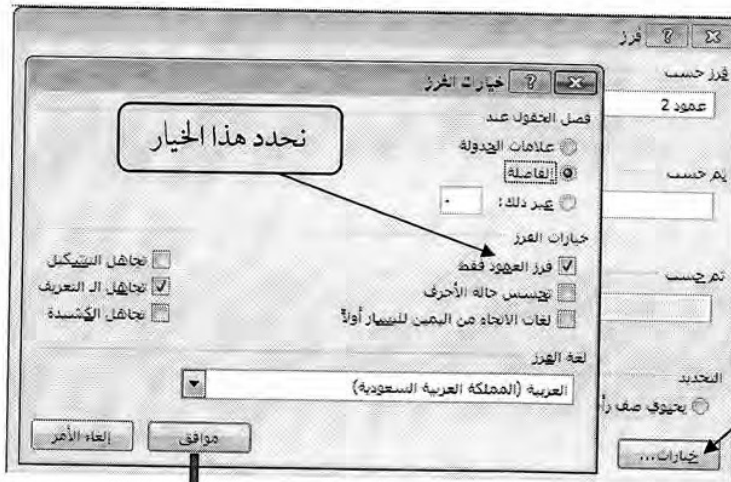 فرز
فرز حسب
عمود 2
ثم حسب
ثم حسب
التحديد
يحتوي صف رأ
خيارات...
خيارات الفرز
فصل الحقول عند
علامات الجدولة
الفاصلة
غير ذلك:
خيارات الفرز
فرز العمود فقط
تحسس حالة الأحرف
لغات الاتجاه من اليمين لليسار أولاً
تجاهل التشكيل
تجاهل الـ التعريف
تجاهل الكشيدة
لغة الفرز
العربية (المملكة العربية السعودية)
موافق
إلغاء الأمر
نحدد هذا الخيار